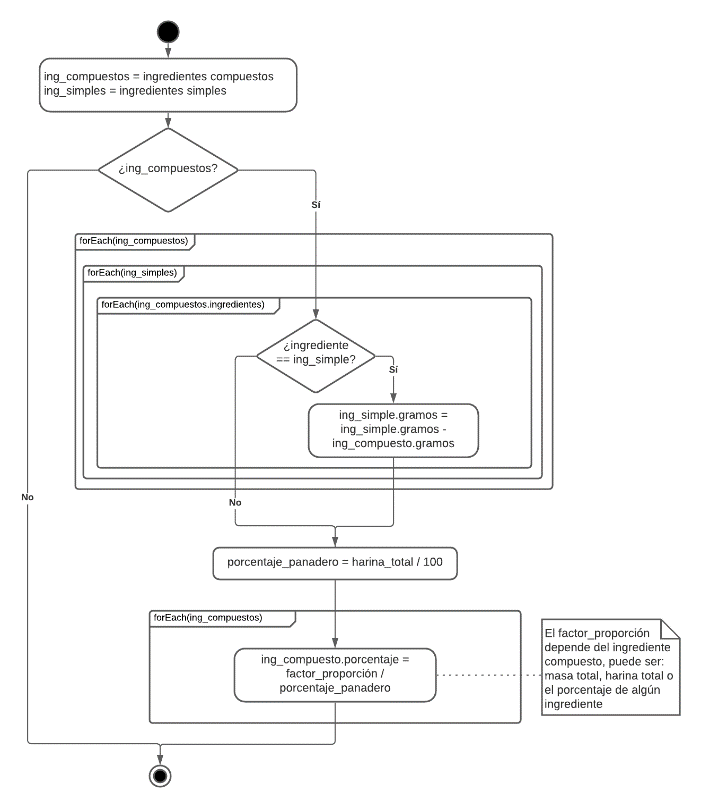 ing_compuestos = ingredientes compuestos
ing_simples = ingredientes simples
¿ing_compuestos?
Sí
forEach(ing_compuestos)
forEach(ing_simples)
forEach(ing_compuestos.ingredientes)
¿ingrediente
== ing_simple?
Sí
ing_simple.gramos =
ing_simple.gramos -
ing_compuesto.gramos
No
No
porcentaje_panadero = harina_total / 100
forEach(ing_compuestos)
ing_compuesto.porcentaje =
factor_proporción /
porcentaje_panadero
El factor_proporción
depende del ingrediente
compuesto, puede ser:
masa total, harina total o
el porcentaje de algún
ingrediente